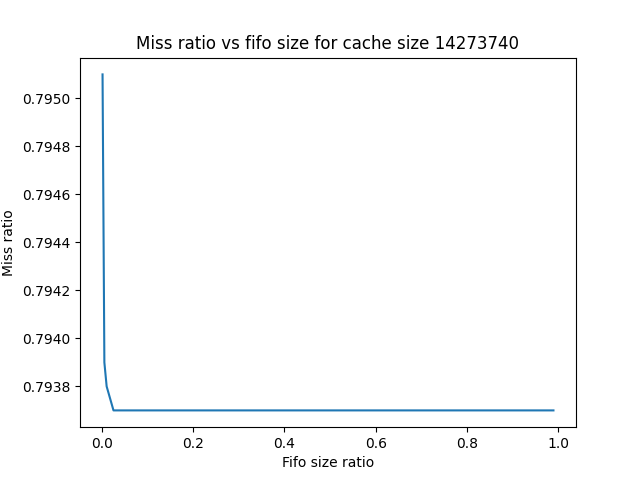 Miss ratio vs fifo size for cache size 14273740
0.7950
0.7948
0.7946
0.7944
0.7942
0.7940
0.7938
Miss ratio
0.0 0.2 0.4 0.6 0.8 1.0
Fifo size ratio